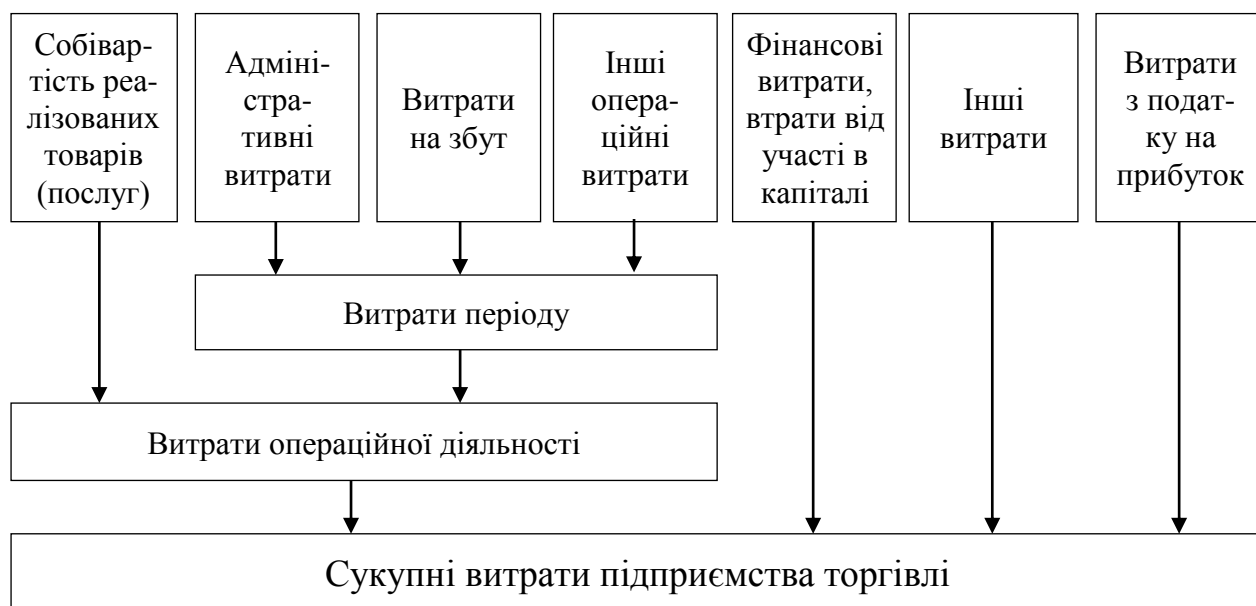 Собівар-
тість реа-
лізованих
товарів
(послуг)
Адміні-
стра-
тивні
витрати
Витрати
на збут
Інші
опера-
ційні
витрати
Фінансові
витрати,
втрати від
участі в
капіталі
Інші
витрати
Витрати
з подат-
ку на
прибуток
Витрати періоду
Витрати операційної діяльності
Сукупні витрати підприємства торгівлі